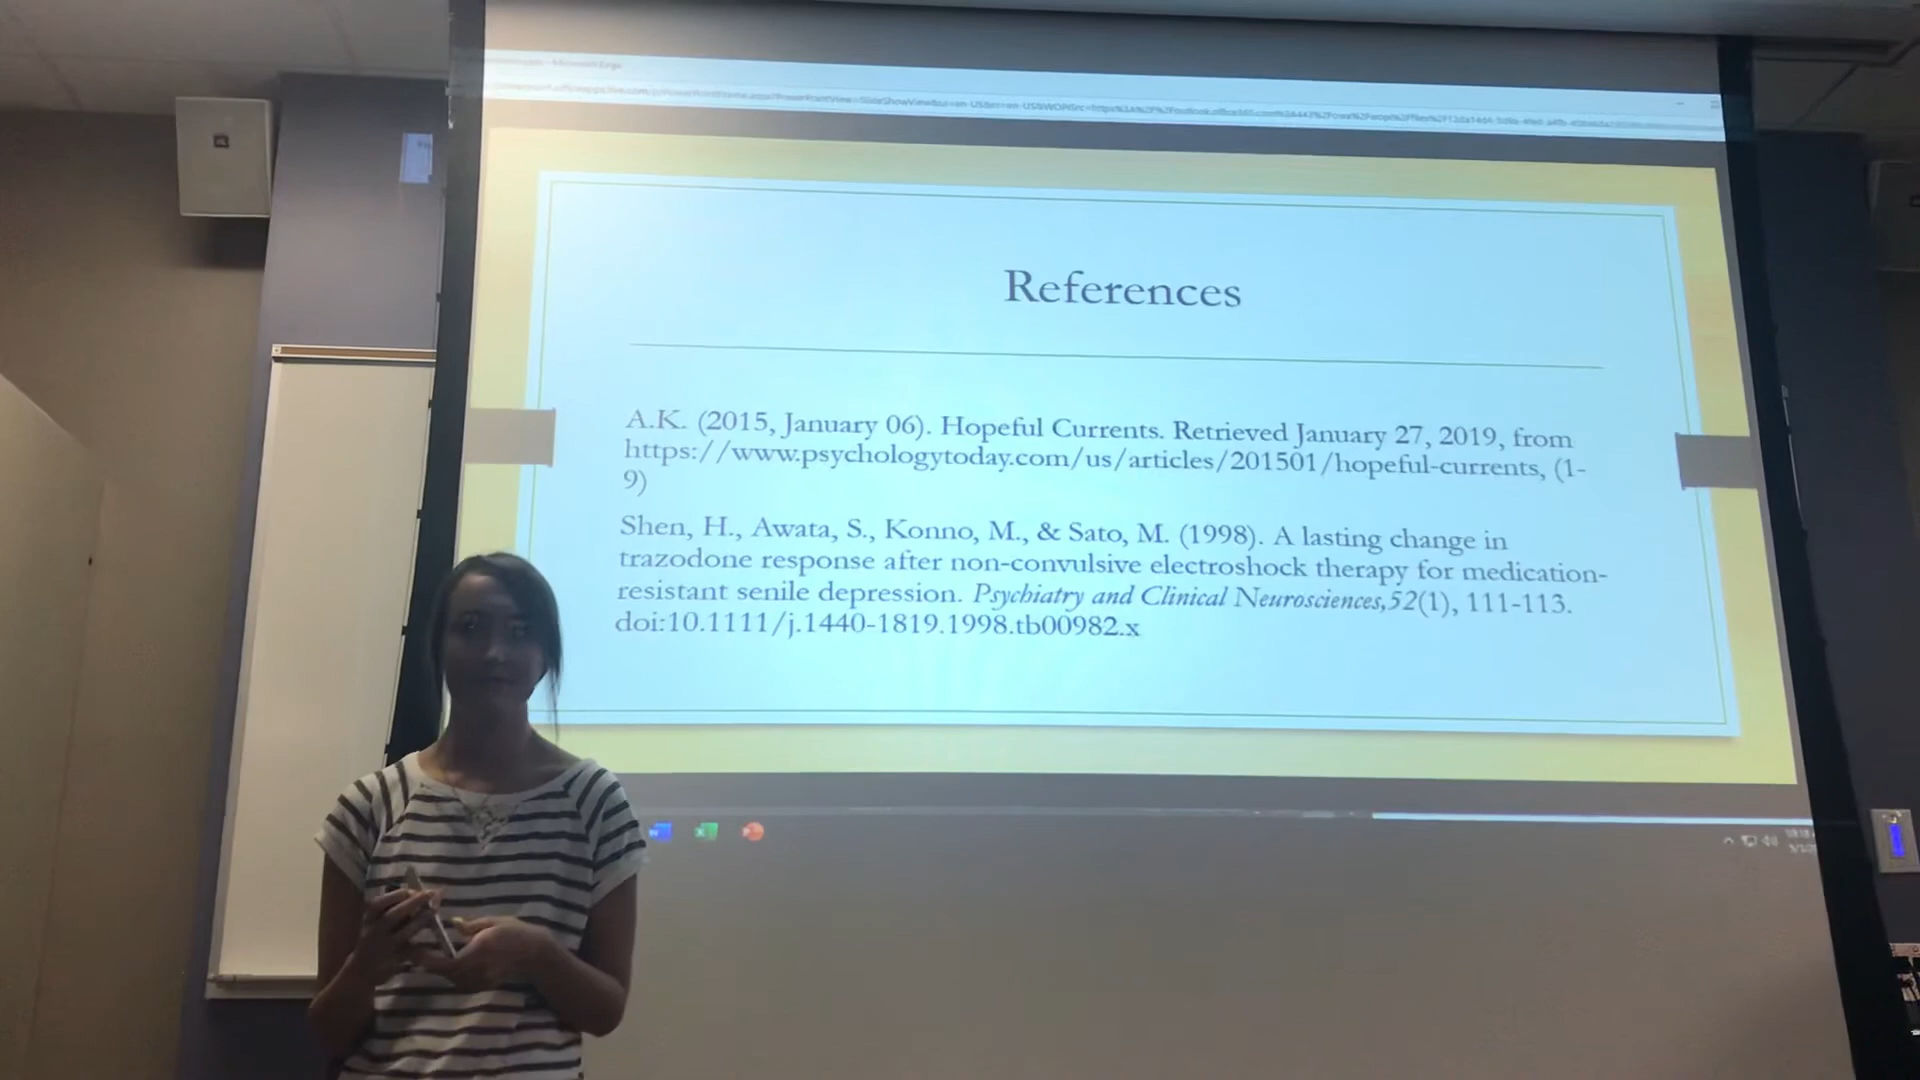 Microsoft Edge
References
A.K. (2015, January 06). Hopeful Currents. Retrieved January 27, 2019, from
https://www.psychologytoday.com/us/articles/201501/hopeful-currents, (1-
9)
Shen, H., Awata, S., Konno, M., & Sato, M. (1998). A lasting change in
trazodone response after non-convulsive electroshock therapy for medication-
resistant senile depression. Psychiatry and Clinical Neurosciences,52(1), 111-113.
doi:10.1111/j.1440-1819.1998.tb00982.x